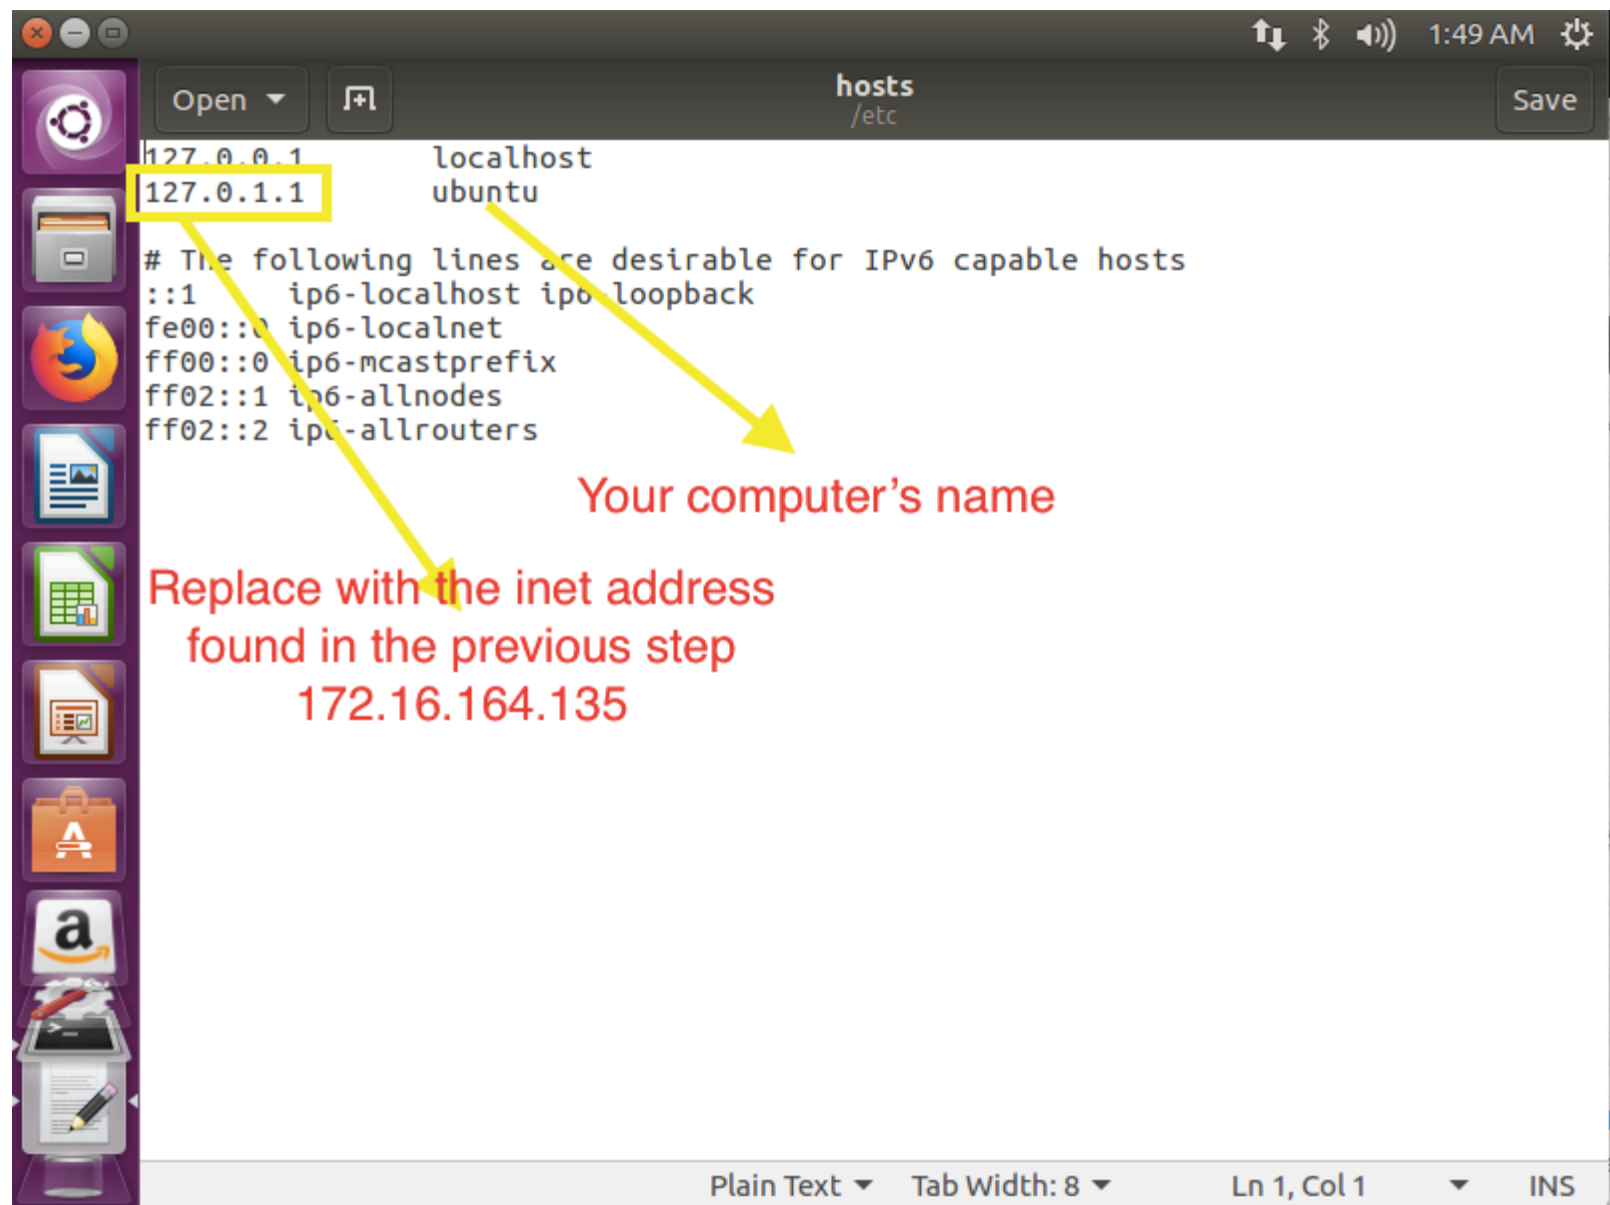 1:49 AM
Open
hosts
/etc
Save
127.0.0.1 localhost
127.0.1.1 ubuntu
# The following lines are desirable for IPv6 capable hosts
::1 ip6-localhost ip6-loopback
fe00::0 ip6-localnet
ff00::0 ip6-mcastprefix
ff02::1 ip6-allnodes
ff02::2 ip6-allrouters
Your computer’s name
Replace with the inet address
found in the previous step
172.16.164.135
Plain Text Tab Width: 8 Ln 1, Col 1 INS